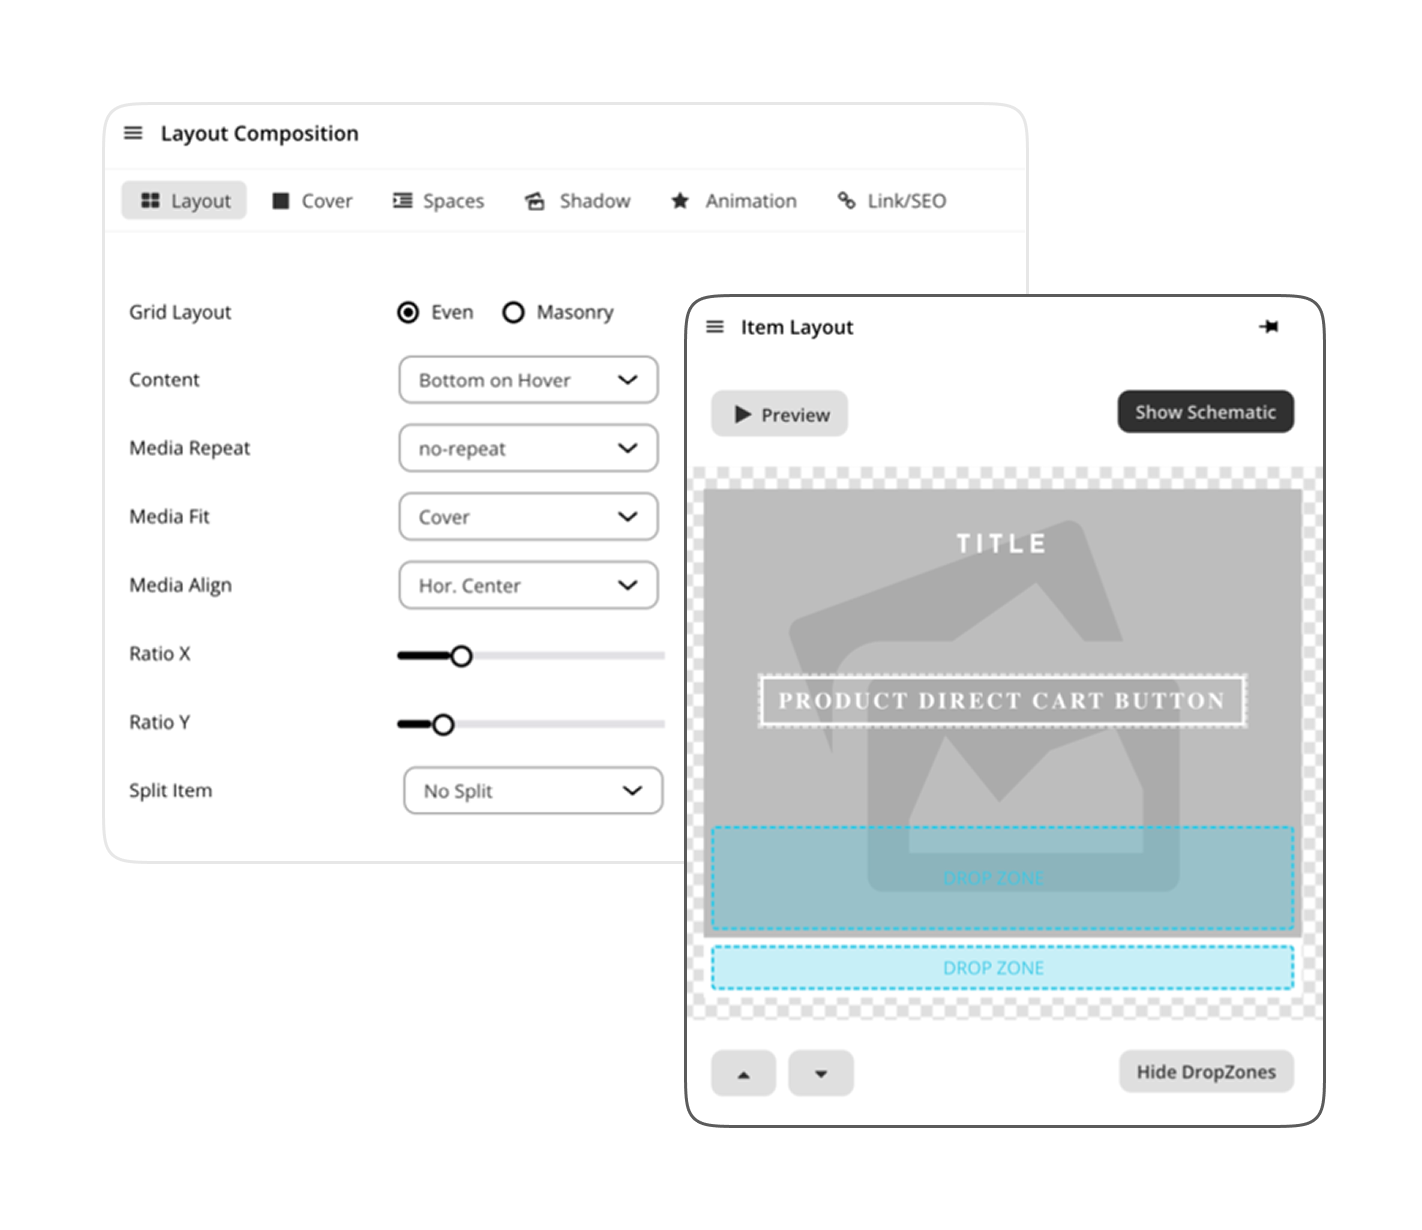 Layout Composition
Layout Cover Spaces Shadow Animation Link/SEO
Grid Layout Even Masonry
Content Bottom on Hover
Media Repeat no-repeat
Media Fit Cover
Media Align Hor. Center
Ratio X
Ratio Y
Split Item No Split
Item Layout
Preview Show Schematic
TITLE
PRODUCT DIRECT CART BUTTON
DROP ZONE
DROP ZONE
Hide DropZones